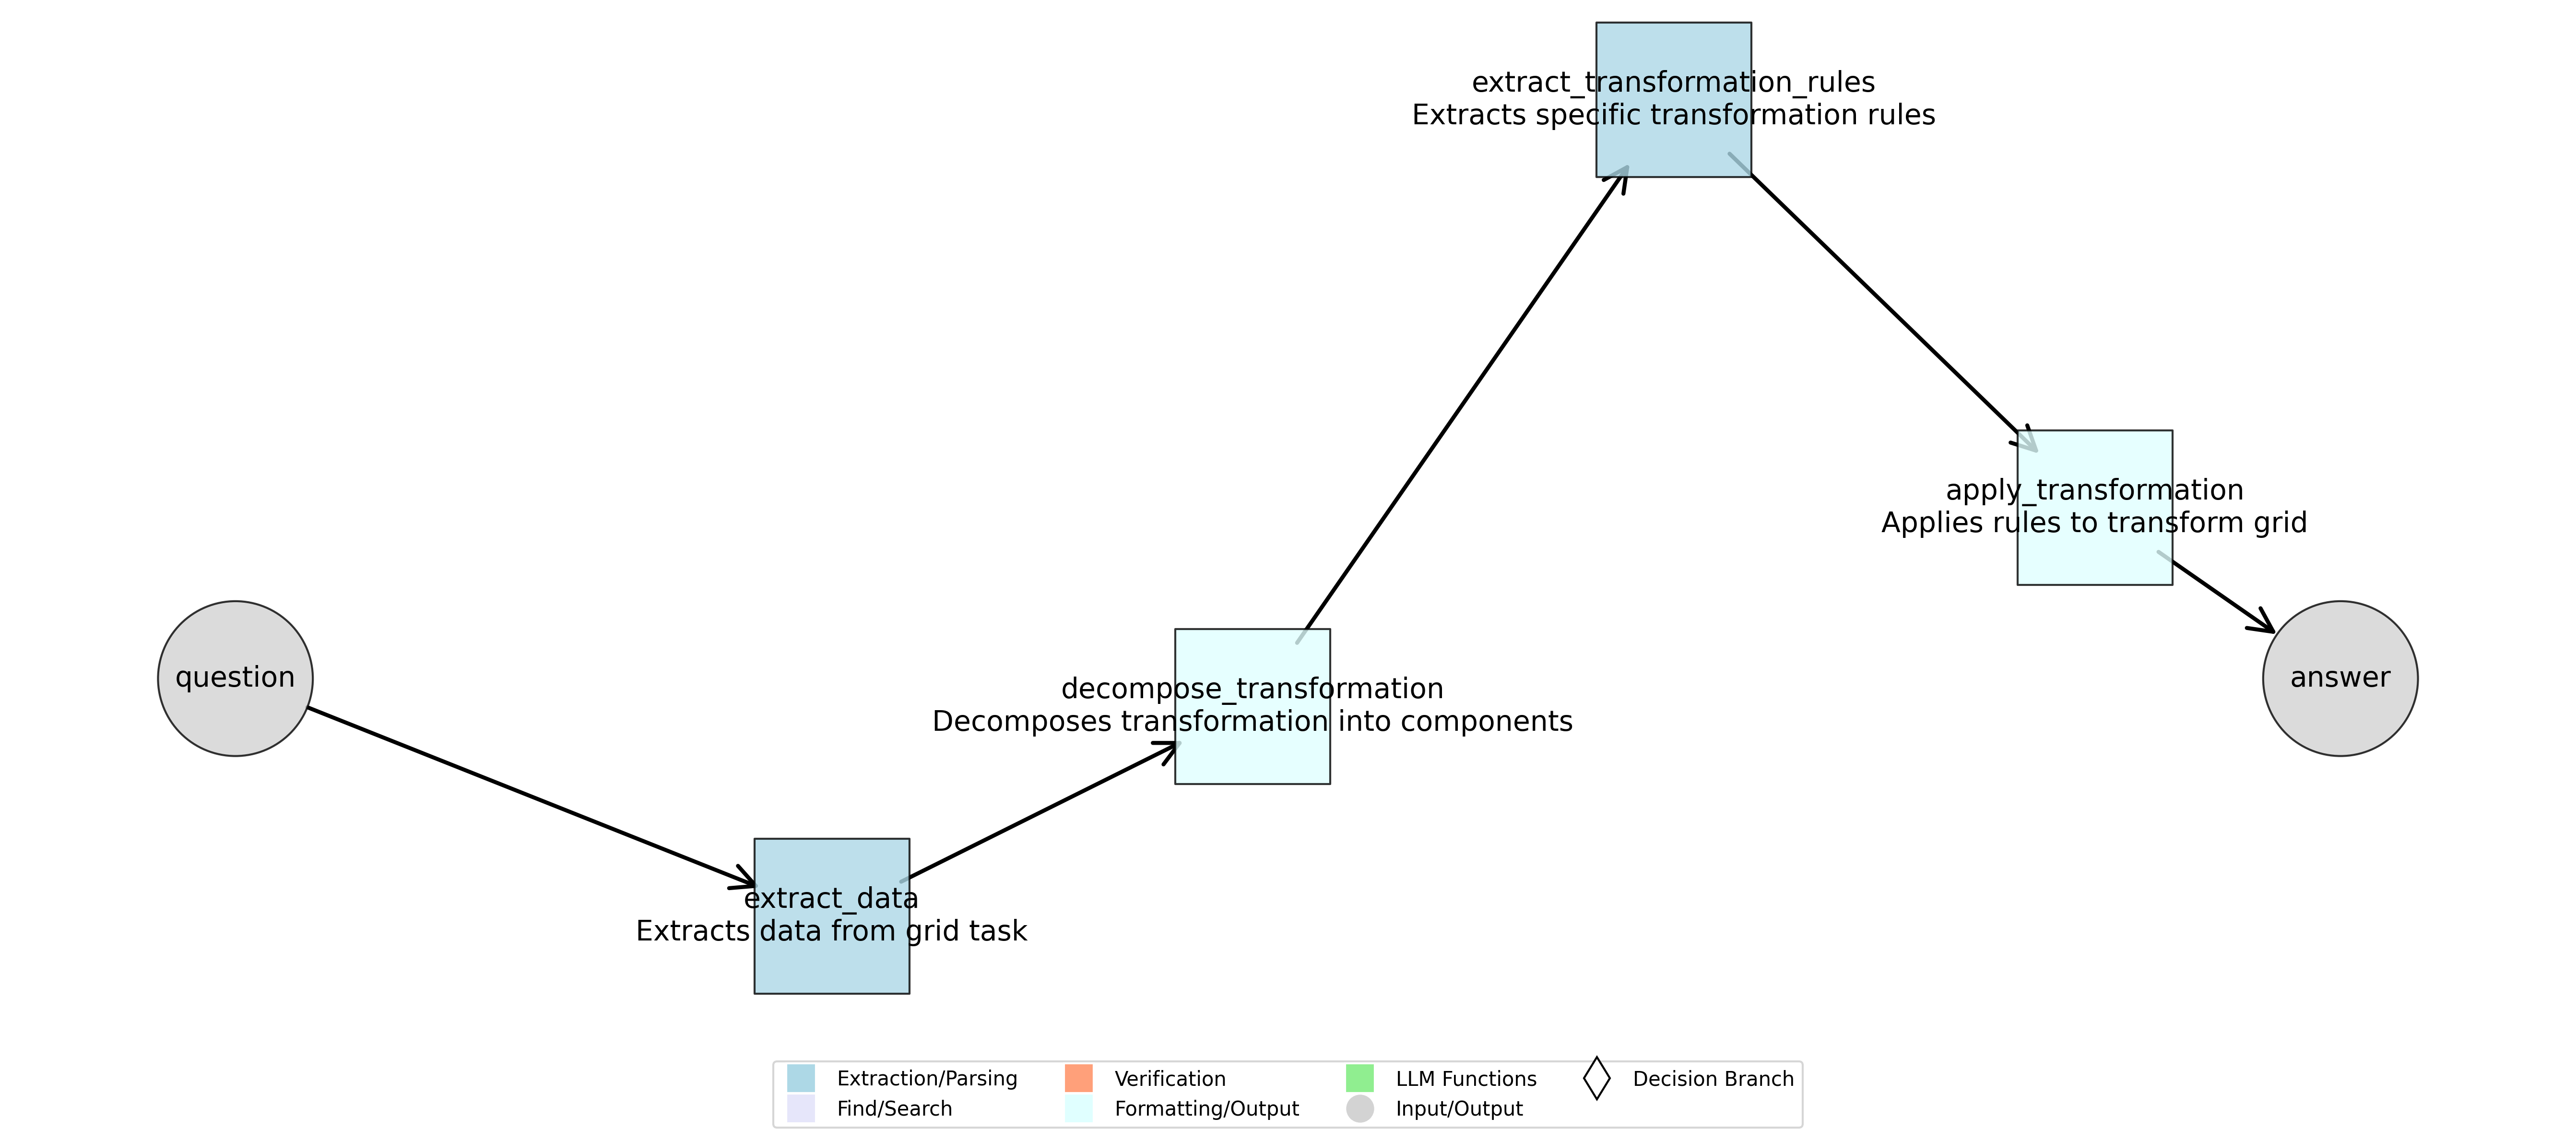 extract_transformation_rules
Extracts specific transformation rules
apply_transformation
Applies rules to transform grid
question
decompose_transformation
Decomposes transformation into components
answer
extract_data
Extracts data from grid task
Extraction/Parsing
Find/Search
Verification
Formatting/Output
LLM Functions
Input/Output
Decision Branch